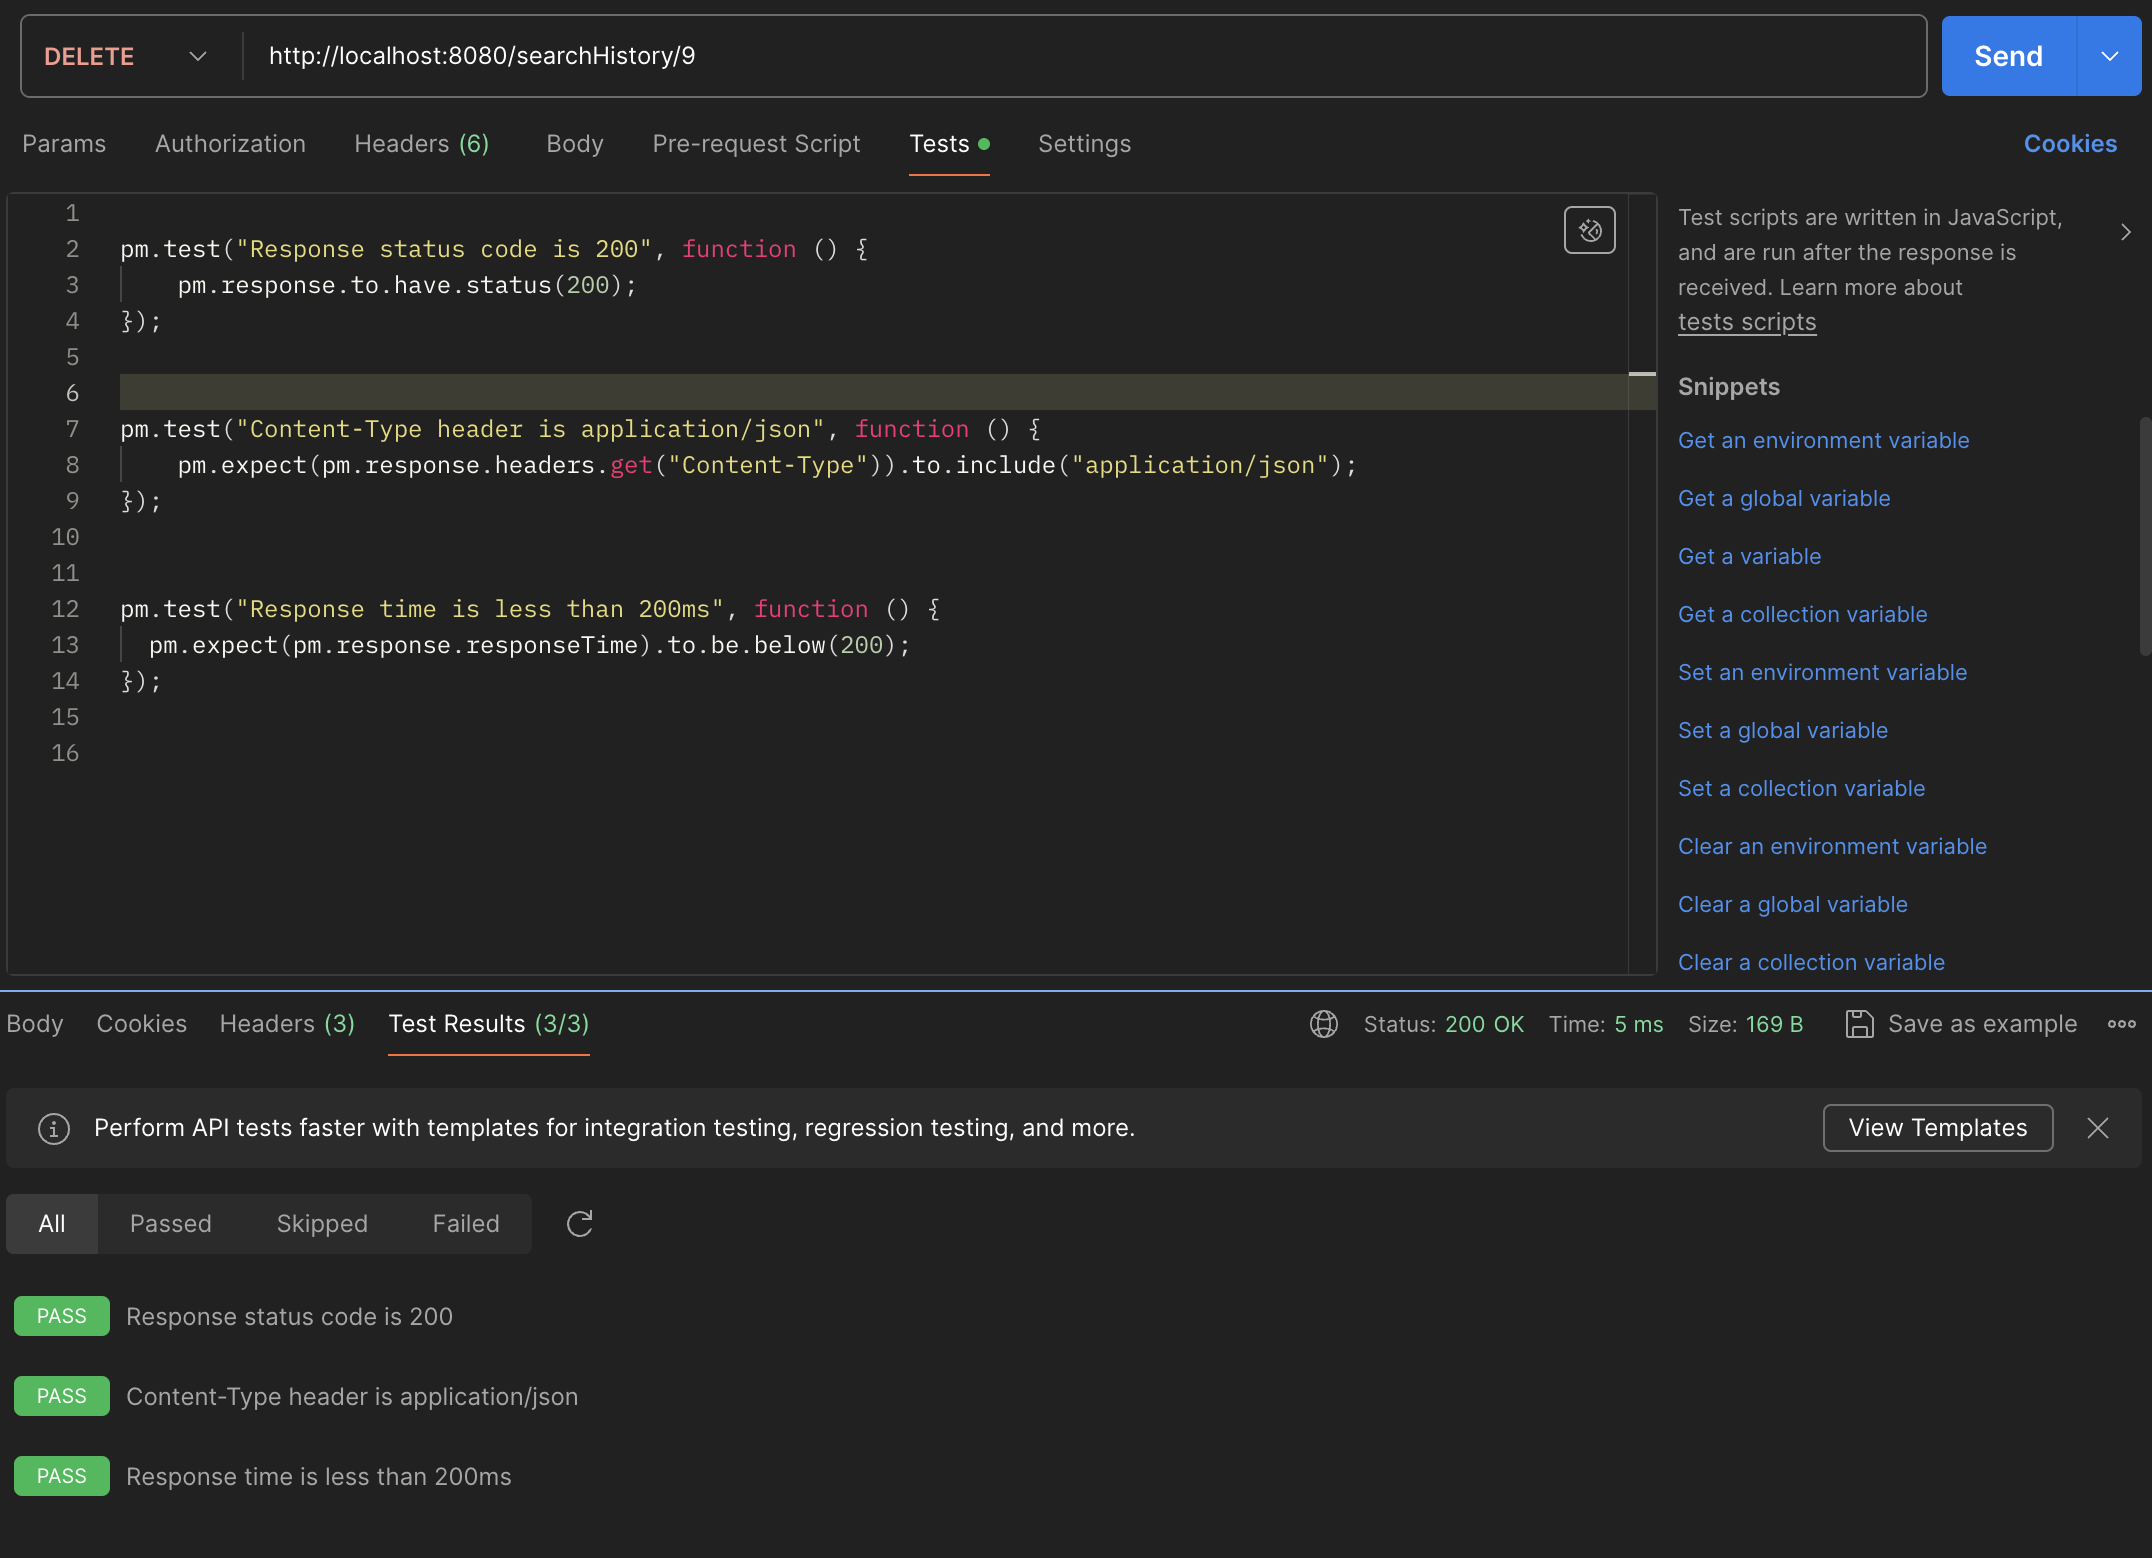 DELETE
http://localhost:8080/searchHistory/9
Send
Params
Authorization
Headers (6)
Body
Pre-request Script
Tests
Settings
Cookies
1
2 pm.test("Response status code is 200", function () {
3 pm.response.to.have.status(200);
4 });
5
6
7 pm.test("Content-Type header is application/json", function () {
8 pm.expect(pm.response.headers.get("Content-Type")).to.include("application/json");
9 });
10
11
12 pm.test("Response time is less than 200ms", function () {
13 pm.expect(pm.response.responseTime).to.be.below(200);
14 });
15
16
Test scripts are written in JavaScript,
and are run after the response is
received. Learn more about
tests scripts
Snippets
Get an environment variable
Get a global variable
Get a variable
Get a collection variable
Set an environment variable
Set a global variable
Set a collection variable
Clear an environment variable
Clear a global variable
Clear a collection variable
Body
Cookies
Headers (3)
Test Results (3/3)
Status: 200 OK
Time: 5 ms
Size: 169 B
Save as example
Perform API tests faster with templates for integration testing, regression testing, and more.
View Templates
All
Passed
Skipped
Failed
PASS Response status code is 200
PASS Content-Type header is application/json
PASS Response time is less than 200ms